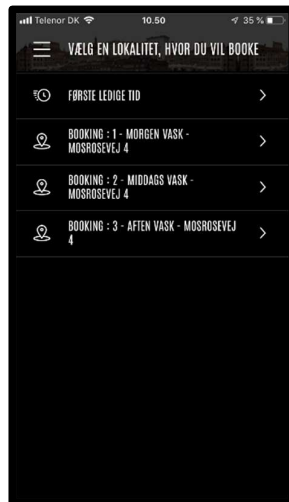 Telenor DK 10.50 35 %
VÆLG EN LOKALITET, HVOR DU VIL BOOKE
FØRSTE LEDIGE TID
BOOKING : 1 - MORGEN VASK -
MOSROSEVEJ 4
BOOKING : 2 - MIDDAGS VASK -
MOSROSEVEJ 4
BOOKING : 3 - AFTEN VASK - MOSROSEVEJ
4